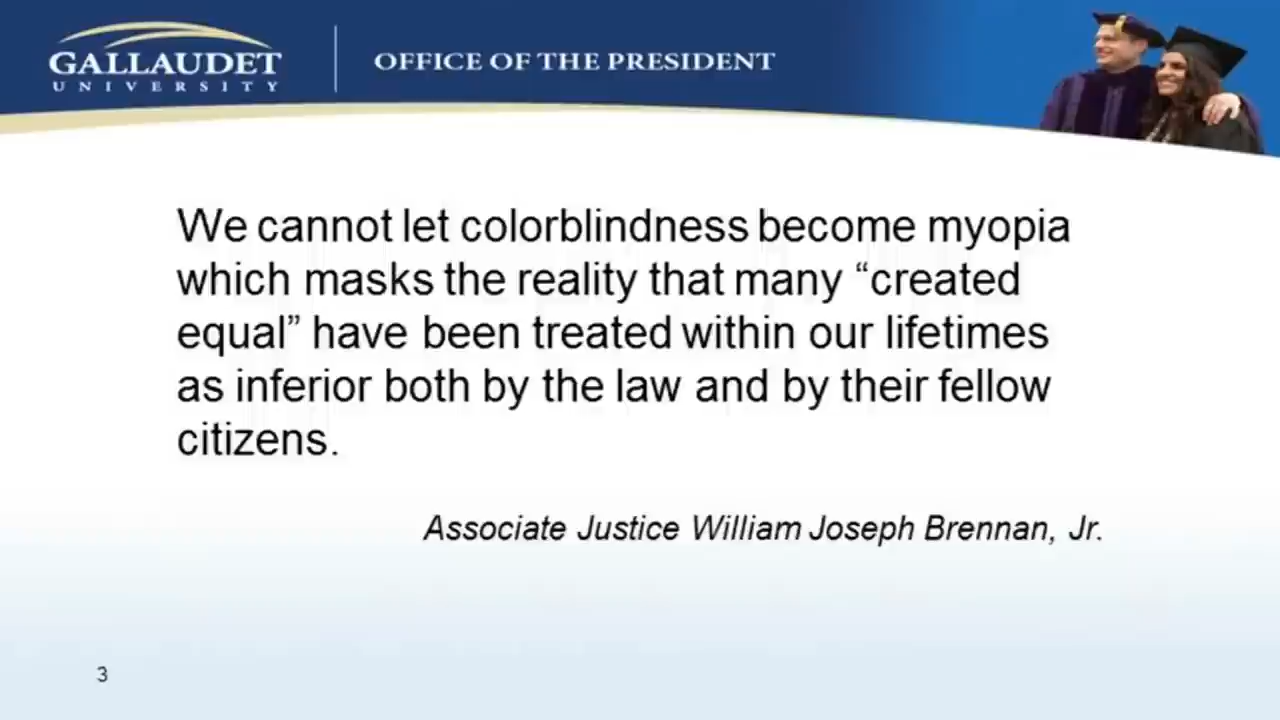 GALLAUDET
UNIVERSITY
OFFICE OF THE PRESIDENT
We cannot let colorblindness become myopia
which masks the reality that many “created
equal” have been treated within our lifetimes
as inferior both by the law and by their fellow
citizens.
Associate Justice William Joseph Brennan, Jr.
3